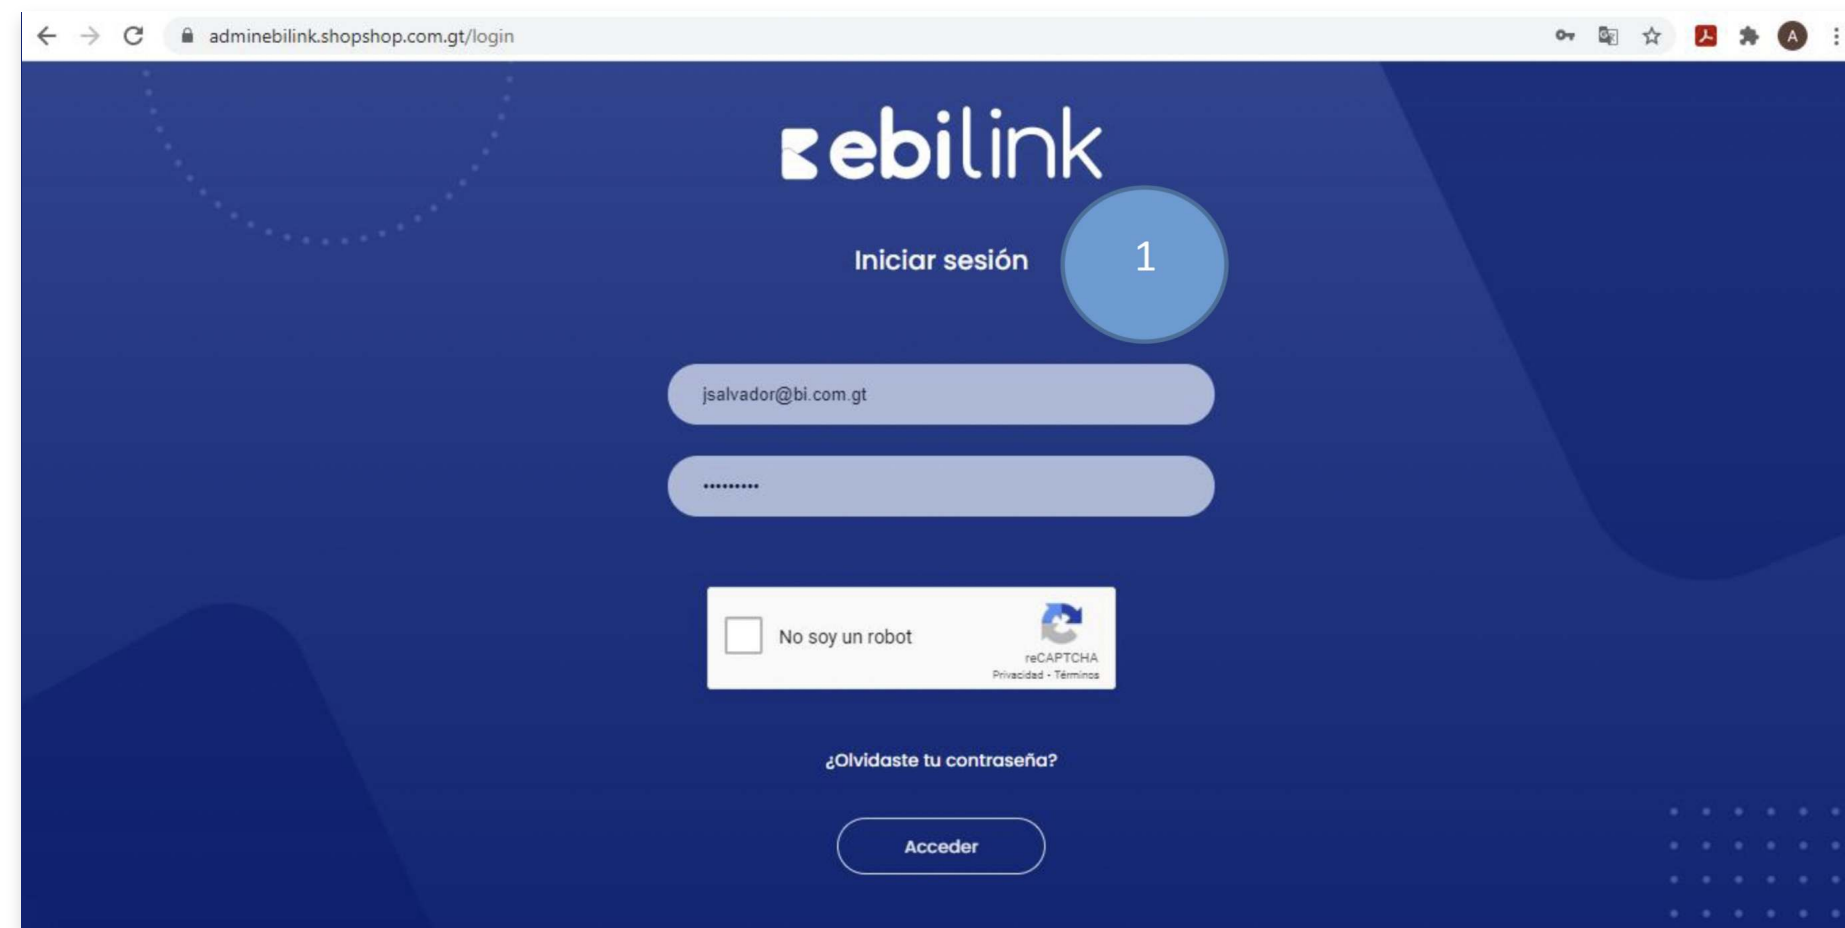 adminebilink.shopshop.com.gt/login
A
ebilink
Iniciar sesión
1
jsalvador@bi.com.gt
•••••••••
No soy un robot
reCAPTCHA
Privacidad - Términos
¿Olvidaste tu contraseña?
Acceder